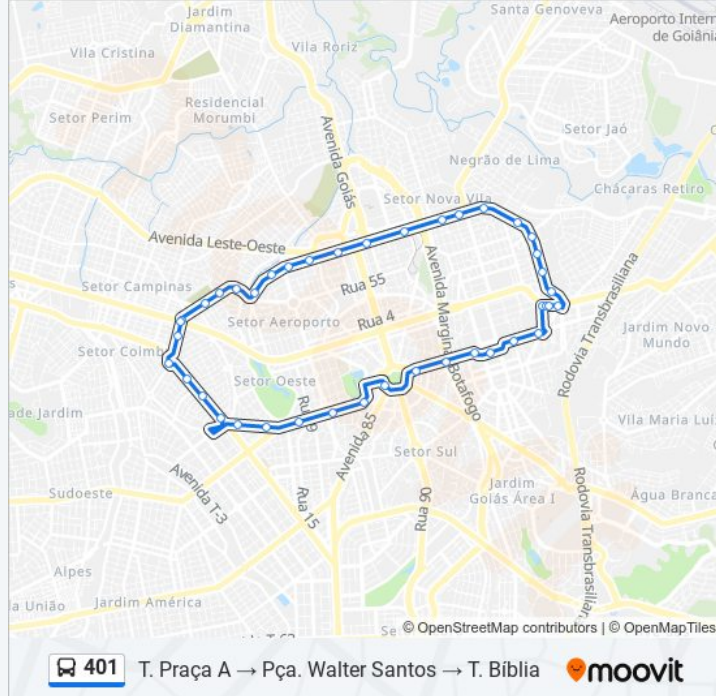 Jardim
Diamantina
Santa Genoveva
Aeroporto Intern
de Goiânia
Vila Cristina
Vila Roriz
Residencial
Morumbi
Setor Perim
Avenida Goiás
Setor Jaó
Negrão de Lima
Chácaras Retiro
Setor Nova Vila
Avenida Leste-Oeste
Setor Campinas
Rua 55
Avenida Marginal Botafogo
Rodovia Transbrasiliana
Setor Aeroporto
Rua 4
Jardim Novo
Mundo
Setor Coimb
Setor Oeste
ade Jardim
Rua 9
Avenida 85
Vila Maria Luí
Setor Sul
Avenida T-3
Sudoeste
Rua 15
Rua 90
Jardim
Goiás Área I
Rodovia Transbrasiliana
Água Branca
Alpes
la União
Jardim América
© OpenStreetMap contributors | © OpenMapTiles
401 T. Praça A → Pça. Walter Santos → T. Bíblia
moovit